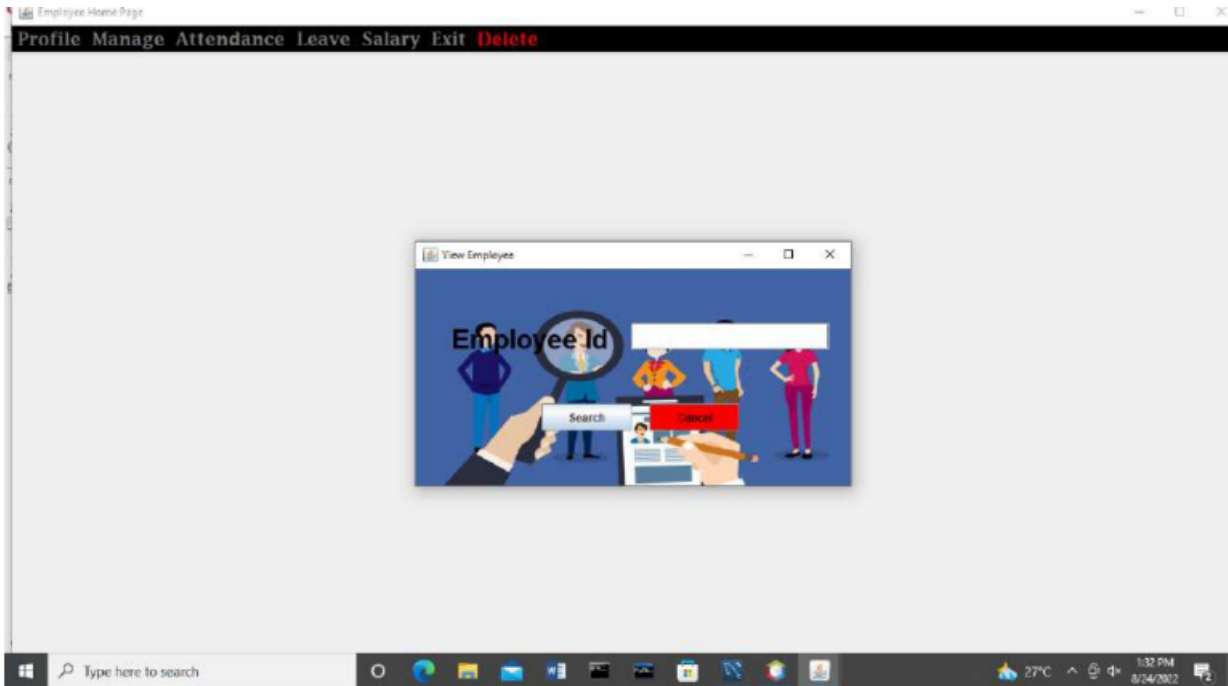 Employee Home Page
Profile Manage Attendance Leave Salary Exit Delete
View Employee
Employee Id
Search Cancel
Type here to search
27°C
1:32 PM
8/24/2022